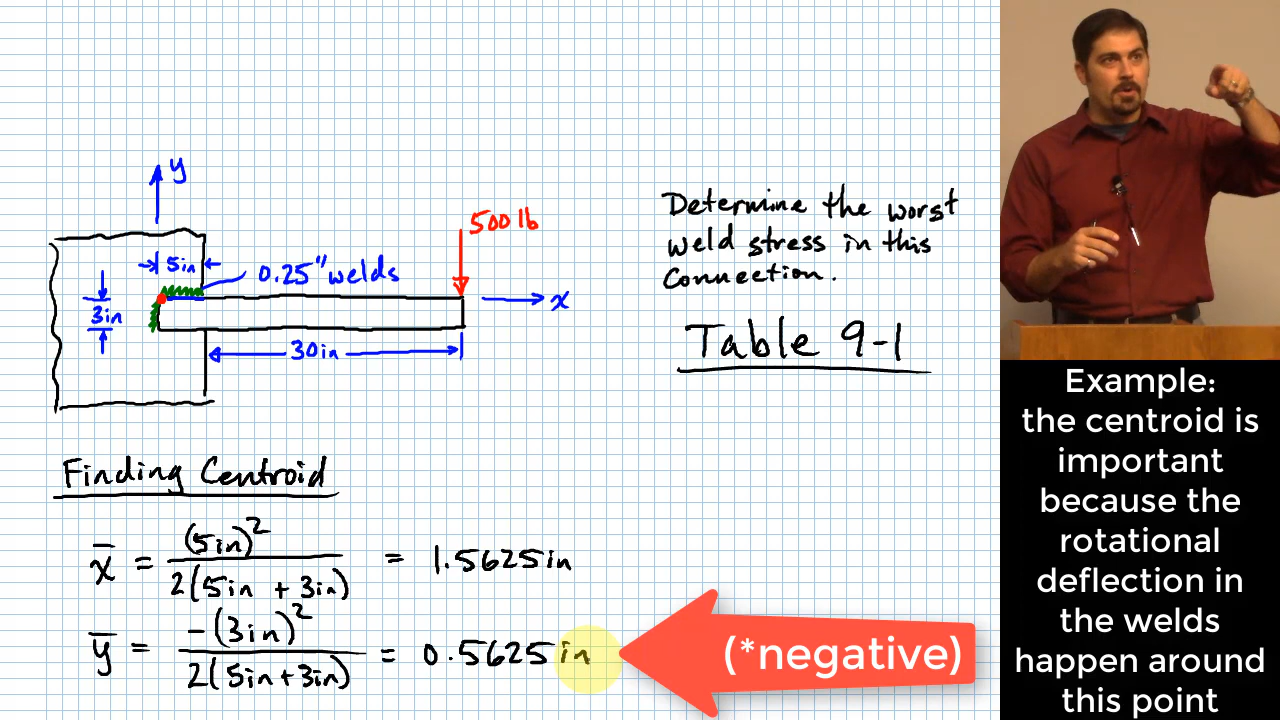 y
500 lb
5in
0.25" welds
x
3in
30in
Determine the worst
weld stress in this
connection.
Table 9-1
Finding Centroid
x̄ = (5in)² / 2(5in + 3in) = 1.5625in
ȳ = -(3in)² / 2(5in+3in) = 0.5625in
(*negative)
Example:
the centroid is
important
because the
rotational
deflection in
the welds
happen around
this point